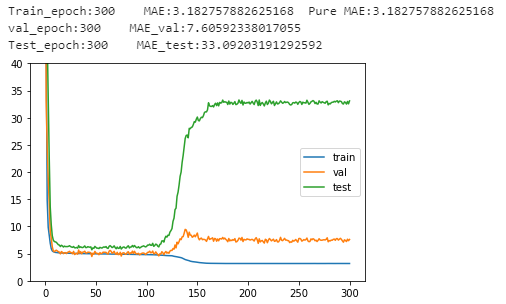 Train_epoch:300 MAE:3.182757882625168 Pure MAE:3.182757882625168
val_epoch:300 MAE_val:7.60592338017055
Test_epoch:300 MAE_test:33.09203191292592
40
35
30
25
20
15
10
5
0
train
val
test
0 50 100 150 200 250 300